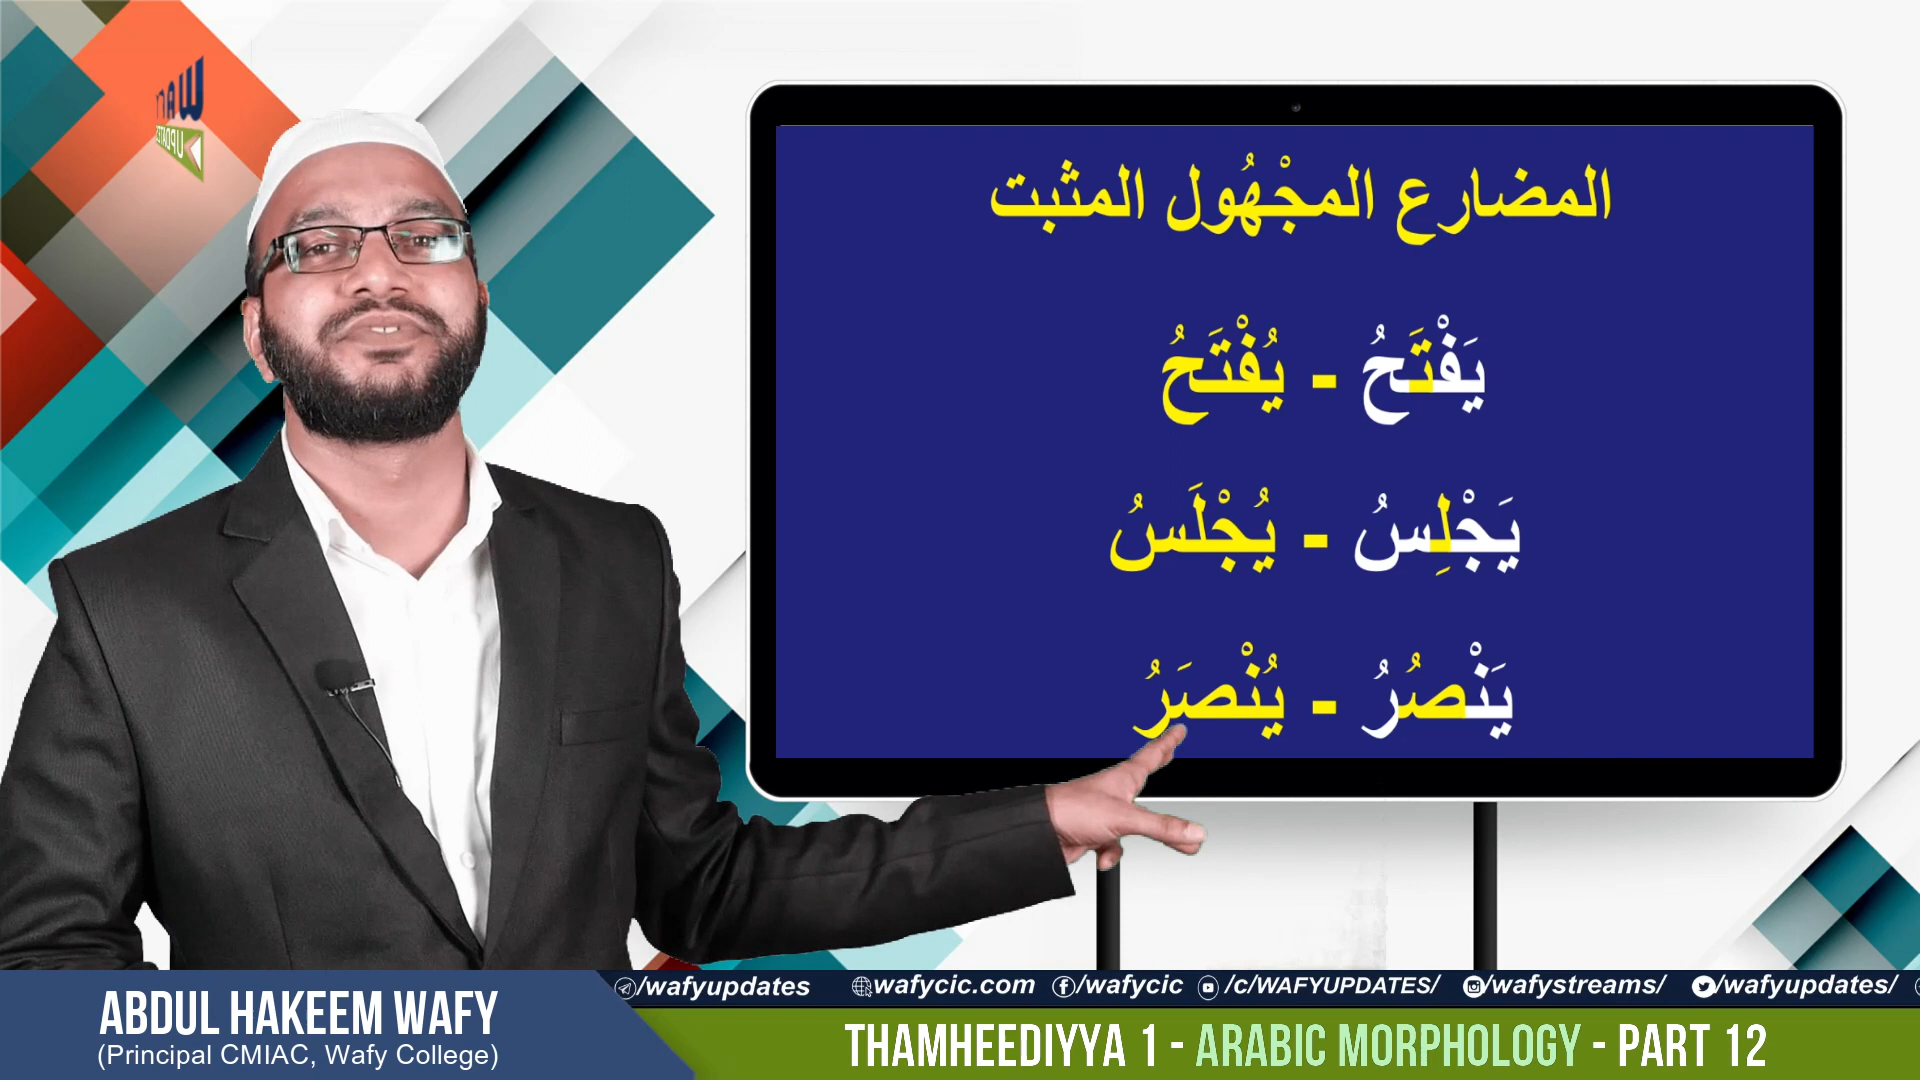 المضارع المجْهُول المثبت
يَفْتَحُ - يُفْتَحُ
يَجْلِسُ - يُجْلَسُ
يَنْصُرُ - يُنْصَرُ
/wafyupdates wafycic.com /wafycic /c/WAFYUPDATES/ /wafystreams/ /wafyupdates/
ABDUL HAKEEM WAFY
(Principal CMIAC, Wafy College)
THAMHEEDIYYA 1 - ARABIC MORPHOLOGY - PART 12